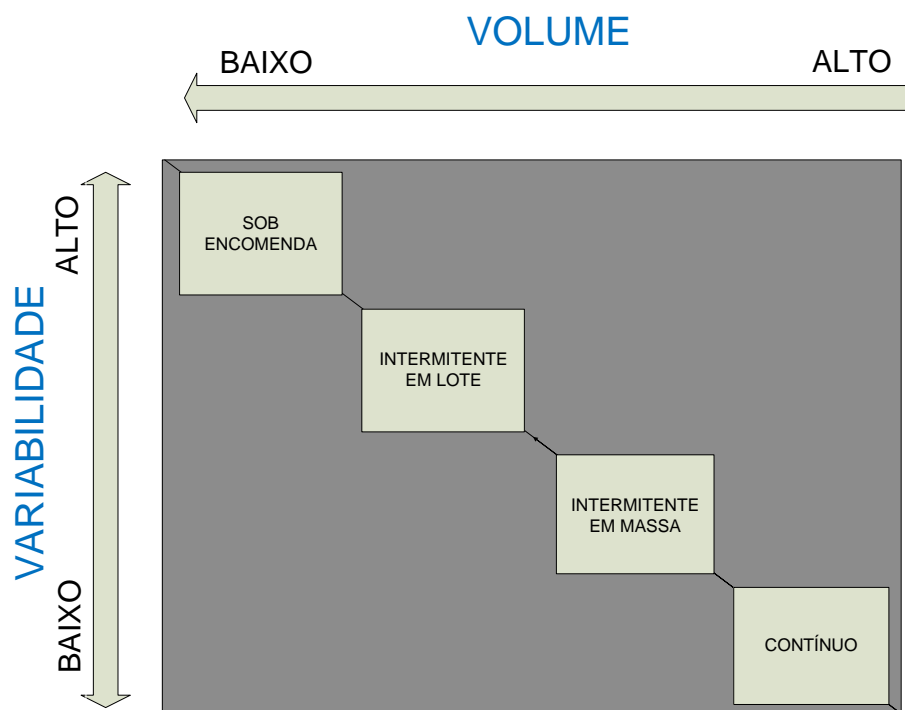 VOLUME
BAIXO
ALTO
VARIABILIDADE
ALTO
BAIXO
SOB
ENCOMENDA
INTERMITENTE
EM LOTE
INTERMITENTE
EM MASSA
CONTÍNUO